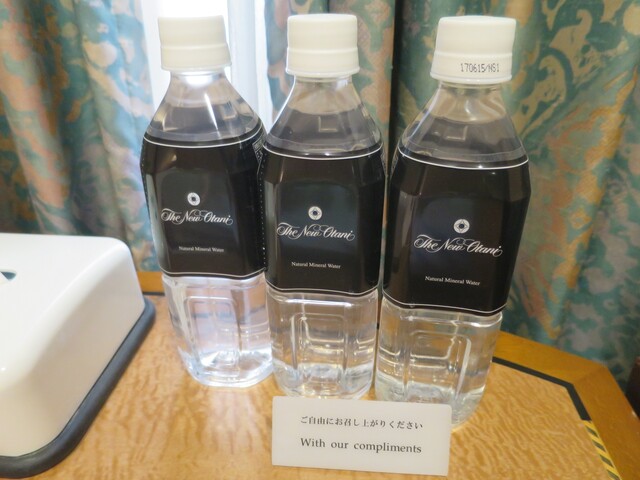 170615/HS1
The New Otani
Natural Mineral Water
The New Otani
Natural Mineral Water
The New Otani
Natural Mineral Water
ご自由にお召し上がりください
With our compliments